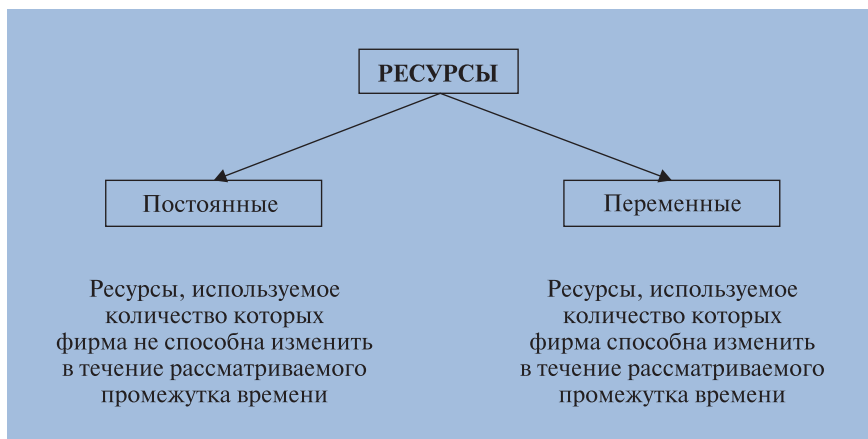 РЕСУРСЫ
Постоянные
Переменные
Ресурсы, используемое
количество которых
фирма не способна изменить
в течение рассматриваемого
промежутка времени
Ресурсы, используемое
количество которых
фирма способна изменить
в течение рассматриваемого
промежутка времени